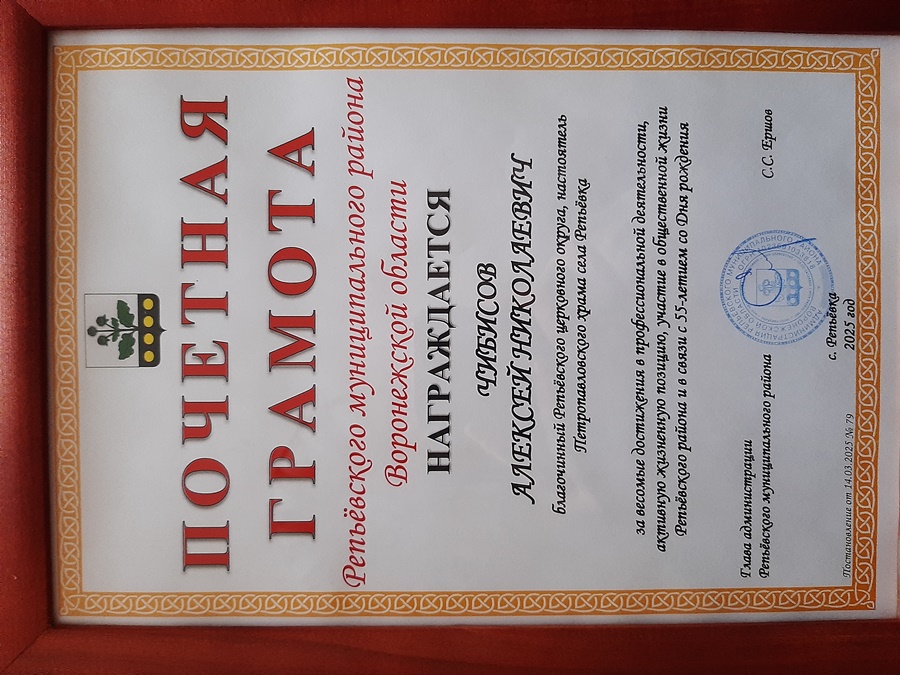 ПОЧЕТНАЯ
ГРАМОТА
Репьёвского муниципального района
Воронежской области
НАГРАЖДАЕТСЯ
ЧИБИСОВ
АЛЕКСЕЙ НИКОЛАЕВИЧ
благочинный Репьёвского церковного округа, настоятель
Петропавловского храма села Репьёвка
за весомые достижения в профессиональной деятельности,
активную жизненную позицию, участие в общественной жизни
Репьёвского района и в связи с 55-летием со Дня рождения
Глава администрации
Репьёвского муниципального района
С.С. Ершов
с. Репьёвка
2025 год
Постановление от 14.03.2025 № 79